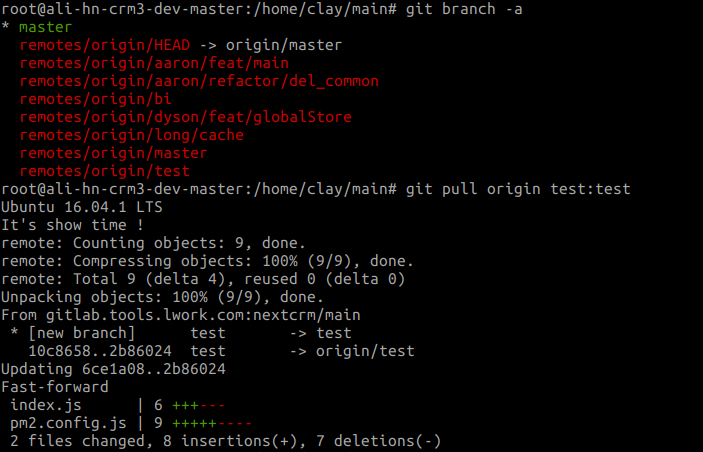 root@ali-hn-crm3-dev-master:/home/clay/main# git branch -a
* master
  remotes/origin/HEAD -> origin/master
  remotes/origin/aaron/feat/main
  remotes/origin/aaron/refactor/del_common
  remotes/origin/bi
  remotes/origin/dyson/feat/globalStore
  remotes/origin/long/cache
  remotes/origin/master
  remotes/origin/test
root@ali-hn-crm3-dev-master:/home/clay/main# git pull origin test:test
Ubuntu 16.04.1 LTS
It's show time !
remote: Counting objects: 9, done.
remote: Compressing objects: 100% (9/9), done.
remote: Total 9 (delta 4), reused 0 (delta 0)
Unpacking objects: 100% (9/9), done.
From gitlab.tools.lwork.com:nextcrm/main
 * [new branch]      test       -> test
   10c8658..2b86024  test       -> origin/test
Updating 6ce1a08..2b86024
Fast-forward
 index.js      | 6 +++---
 pm2.config.js | 9 +++++----
 2 files changed, 8 insertions(+), 7 deletions(-)